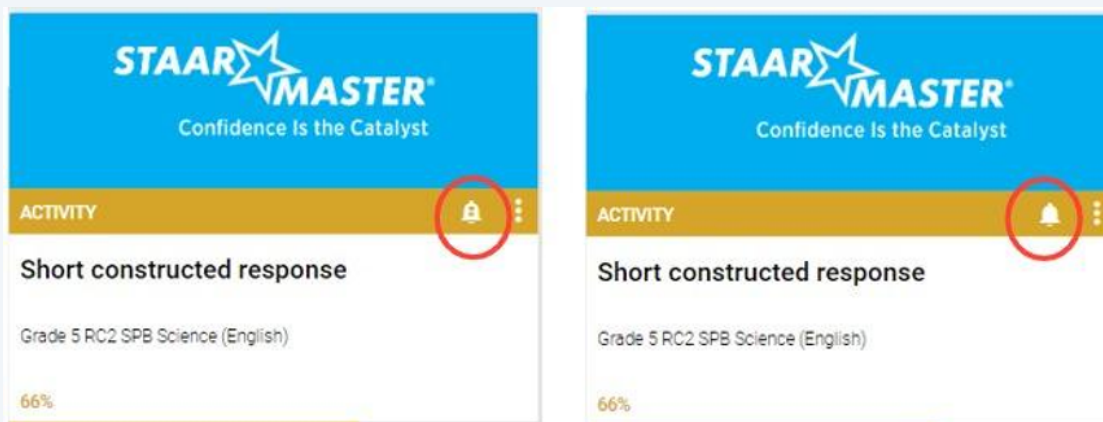 STAAR
MASTER®
Confidence Is the Catalyst
ACTIVITY
Short constructed response
Grade 5 RC2 SPB Science (English)
66%
STAAR
MASTER®
Confidence Is the Catalyst
ACTIVITY
Short constructed response
Grade 5 RC2 SPB Science (English)
66%